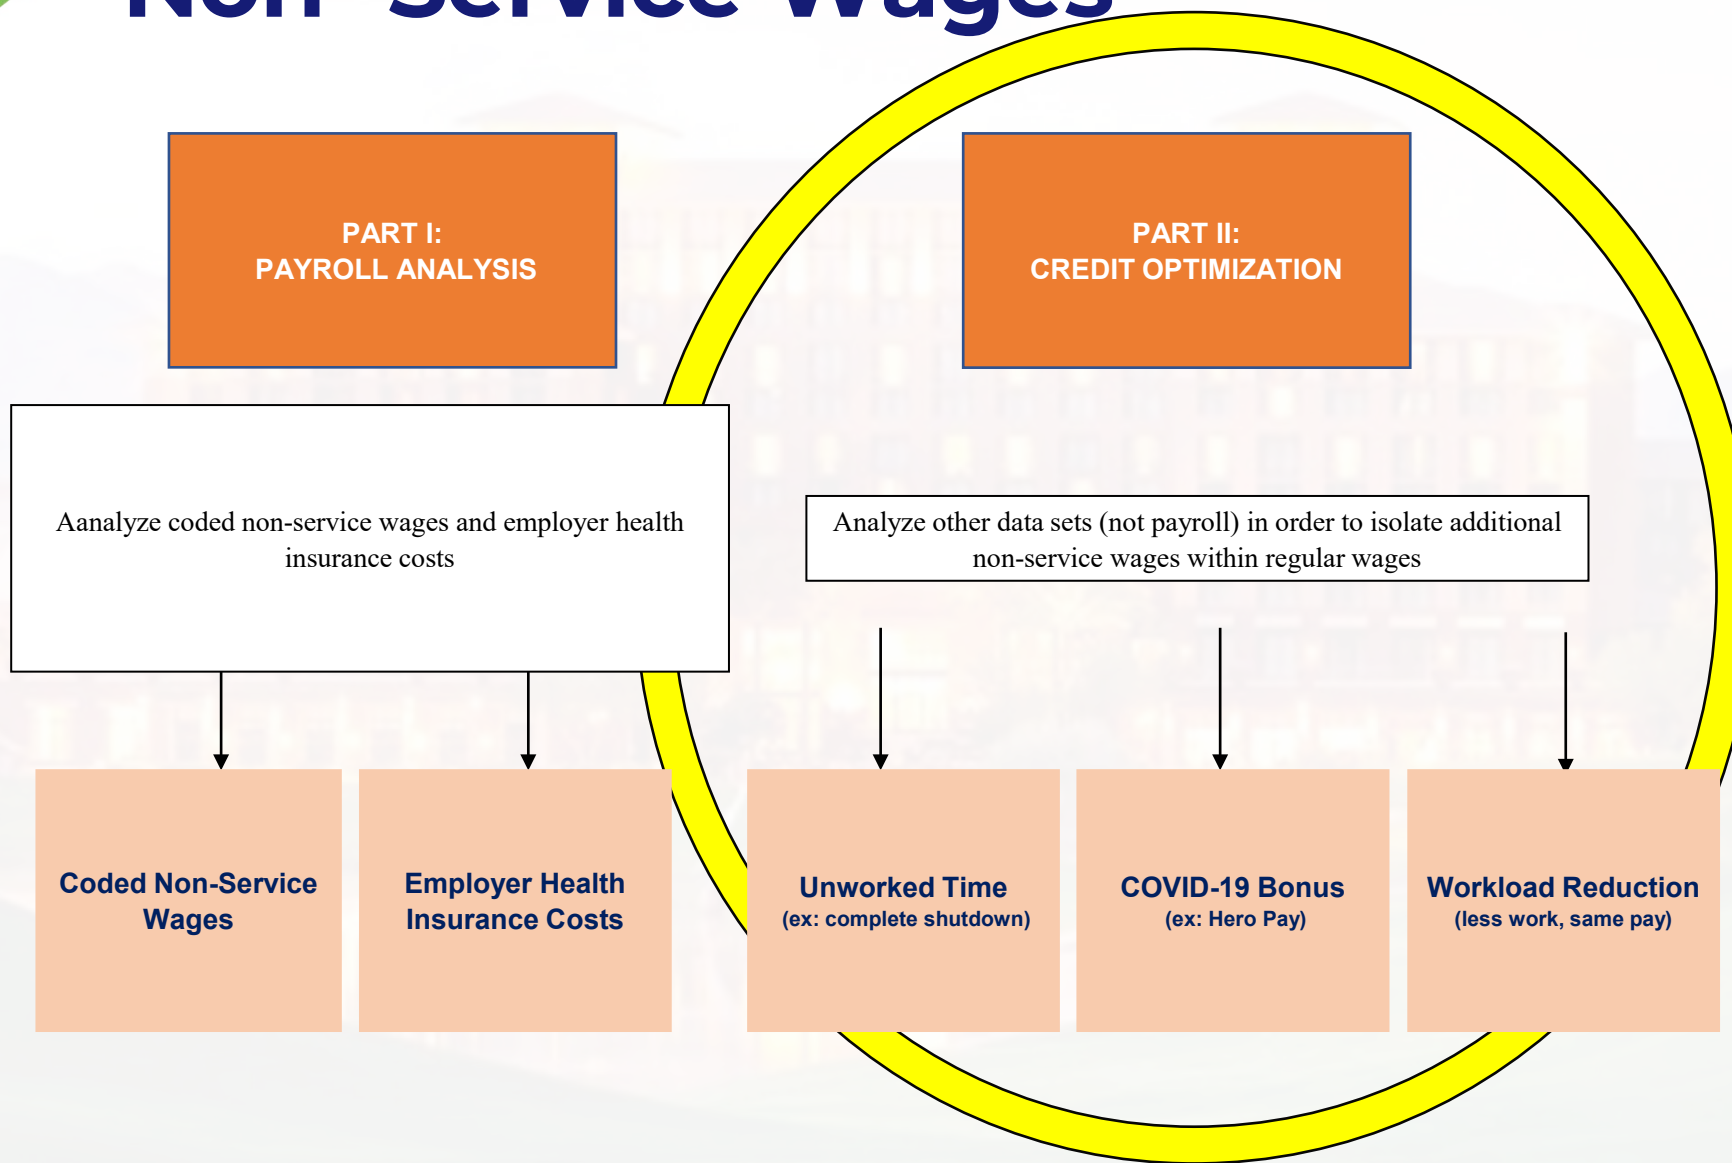 Non-Service Wages
PART I:
PAYROLL ANALYSIS
Aanalyze coded non-service wages and employer health
insurance costs
Coded Non-Service
Wages
Employer Health
Insurance Costs
PART II:
CREDIT OPTIMIZATION
Analyze other data sets (not payroll) in order to isolate additional
non-service wages within regular wages
Unworked Time
(ex: complete shutdown)
COVID-19 Bonus
(ex: Hero Pay)
Workload Reduction
(less work, same pay)